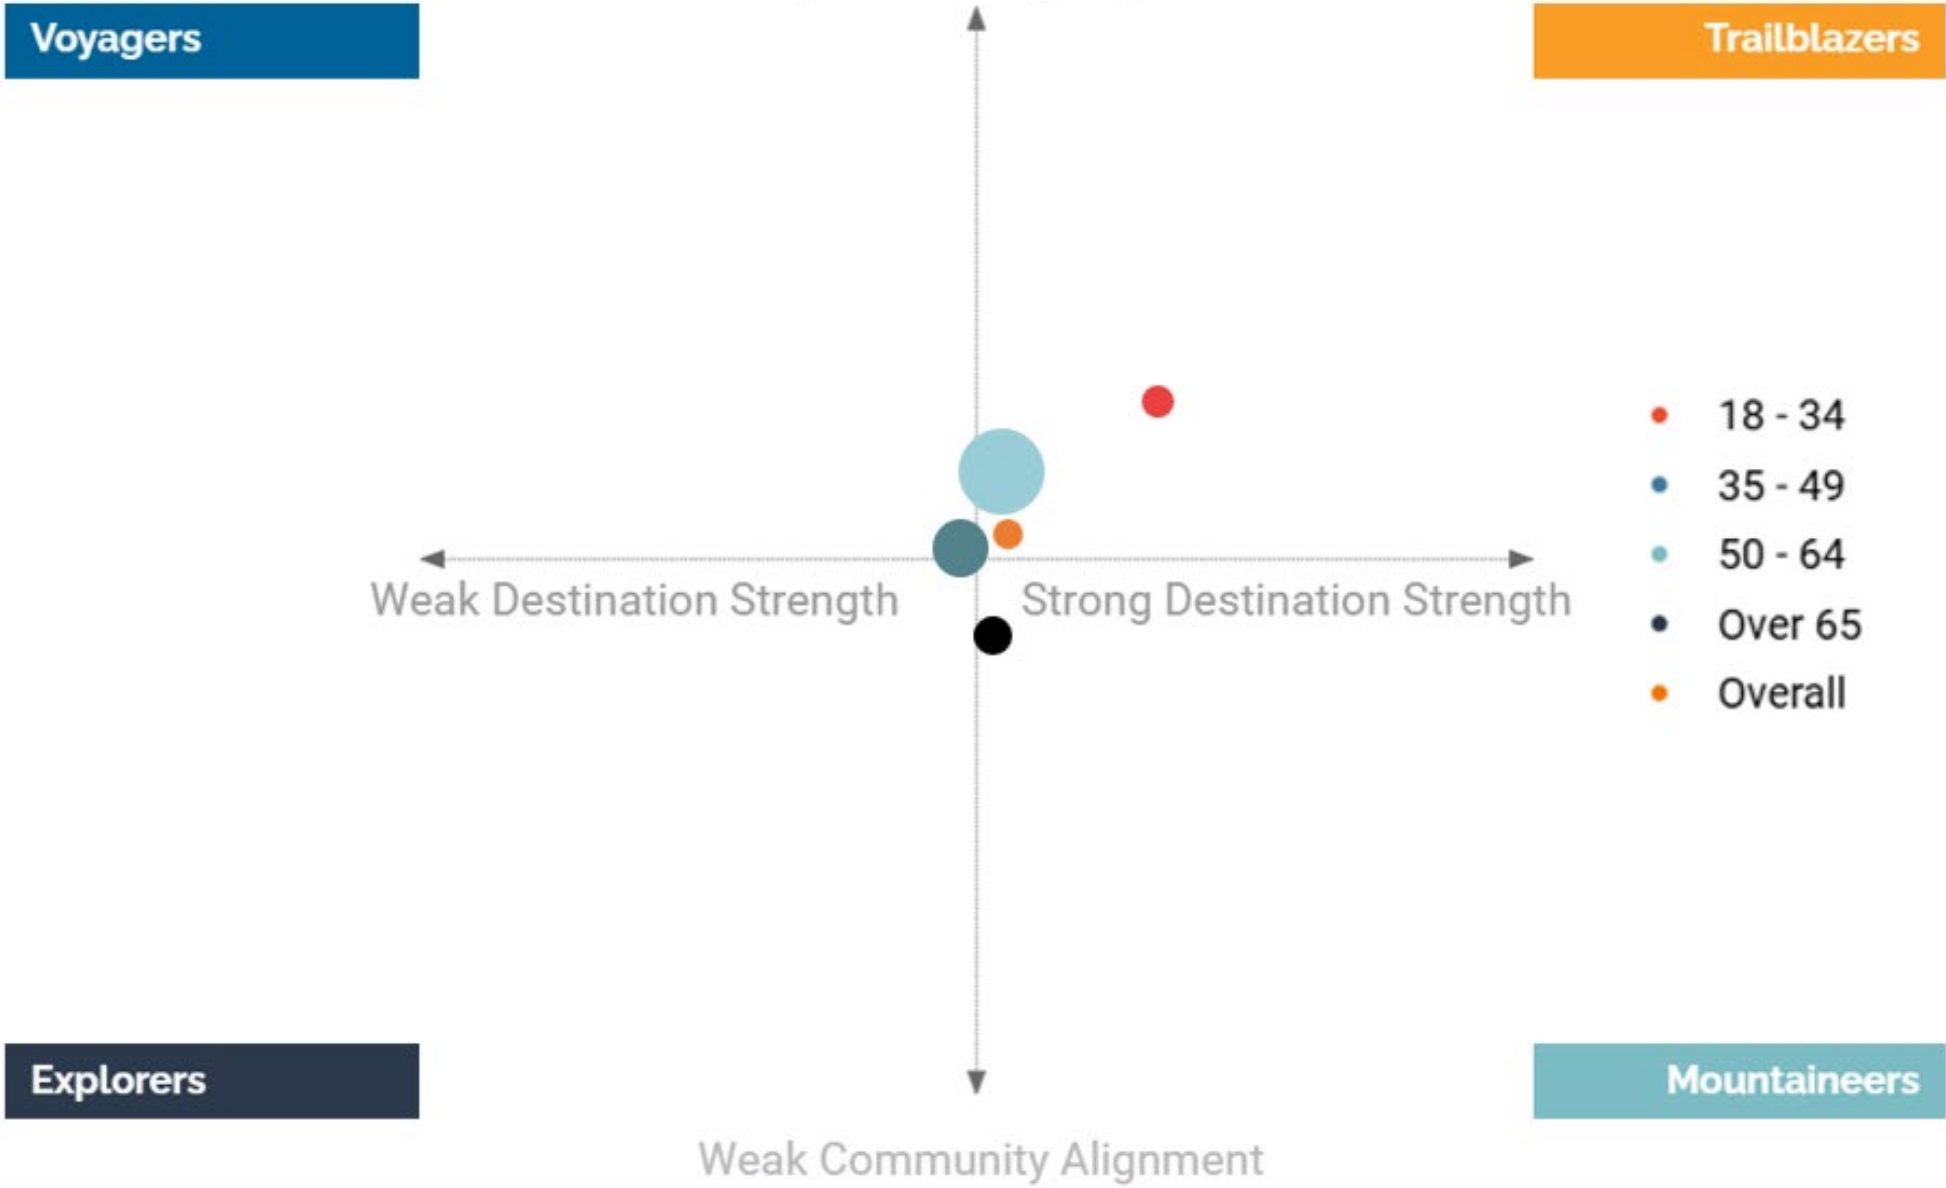 Voyagers
Trailblazers
18 - 34
35 - 49
50 - 64
Over 65
Overall
Weak Destination Strength
Strong Destination Strength
Explorers
Mountaineers
Weak Community Alignment